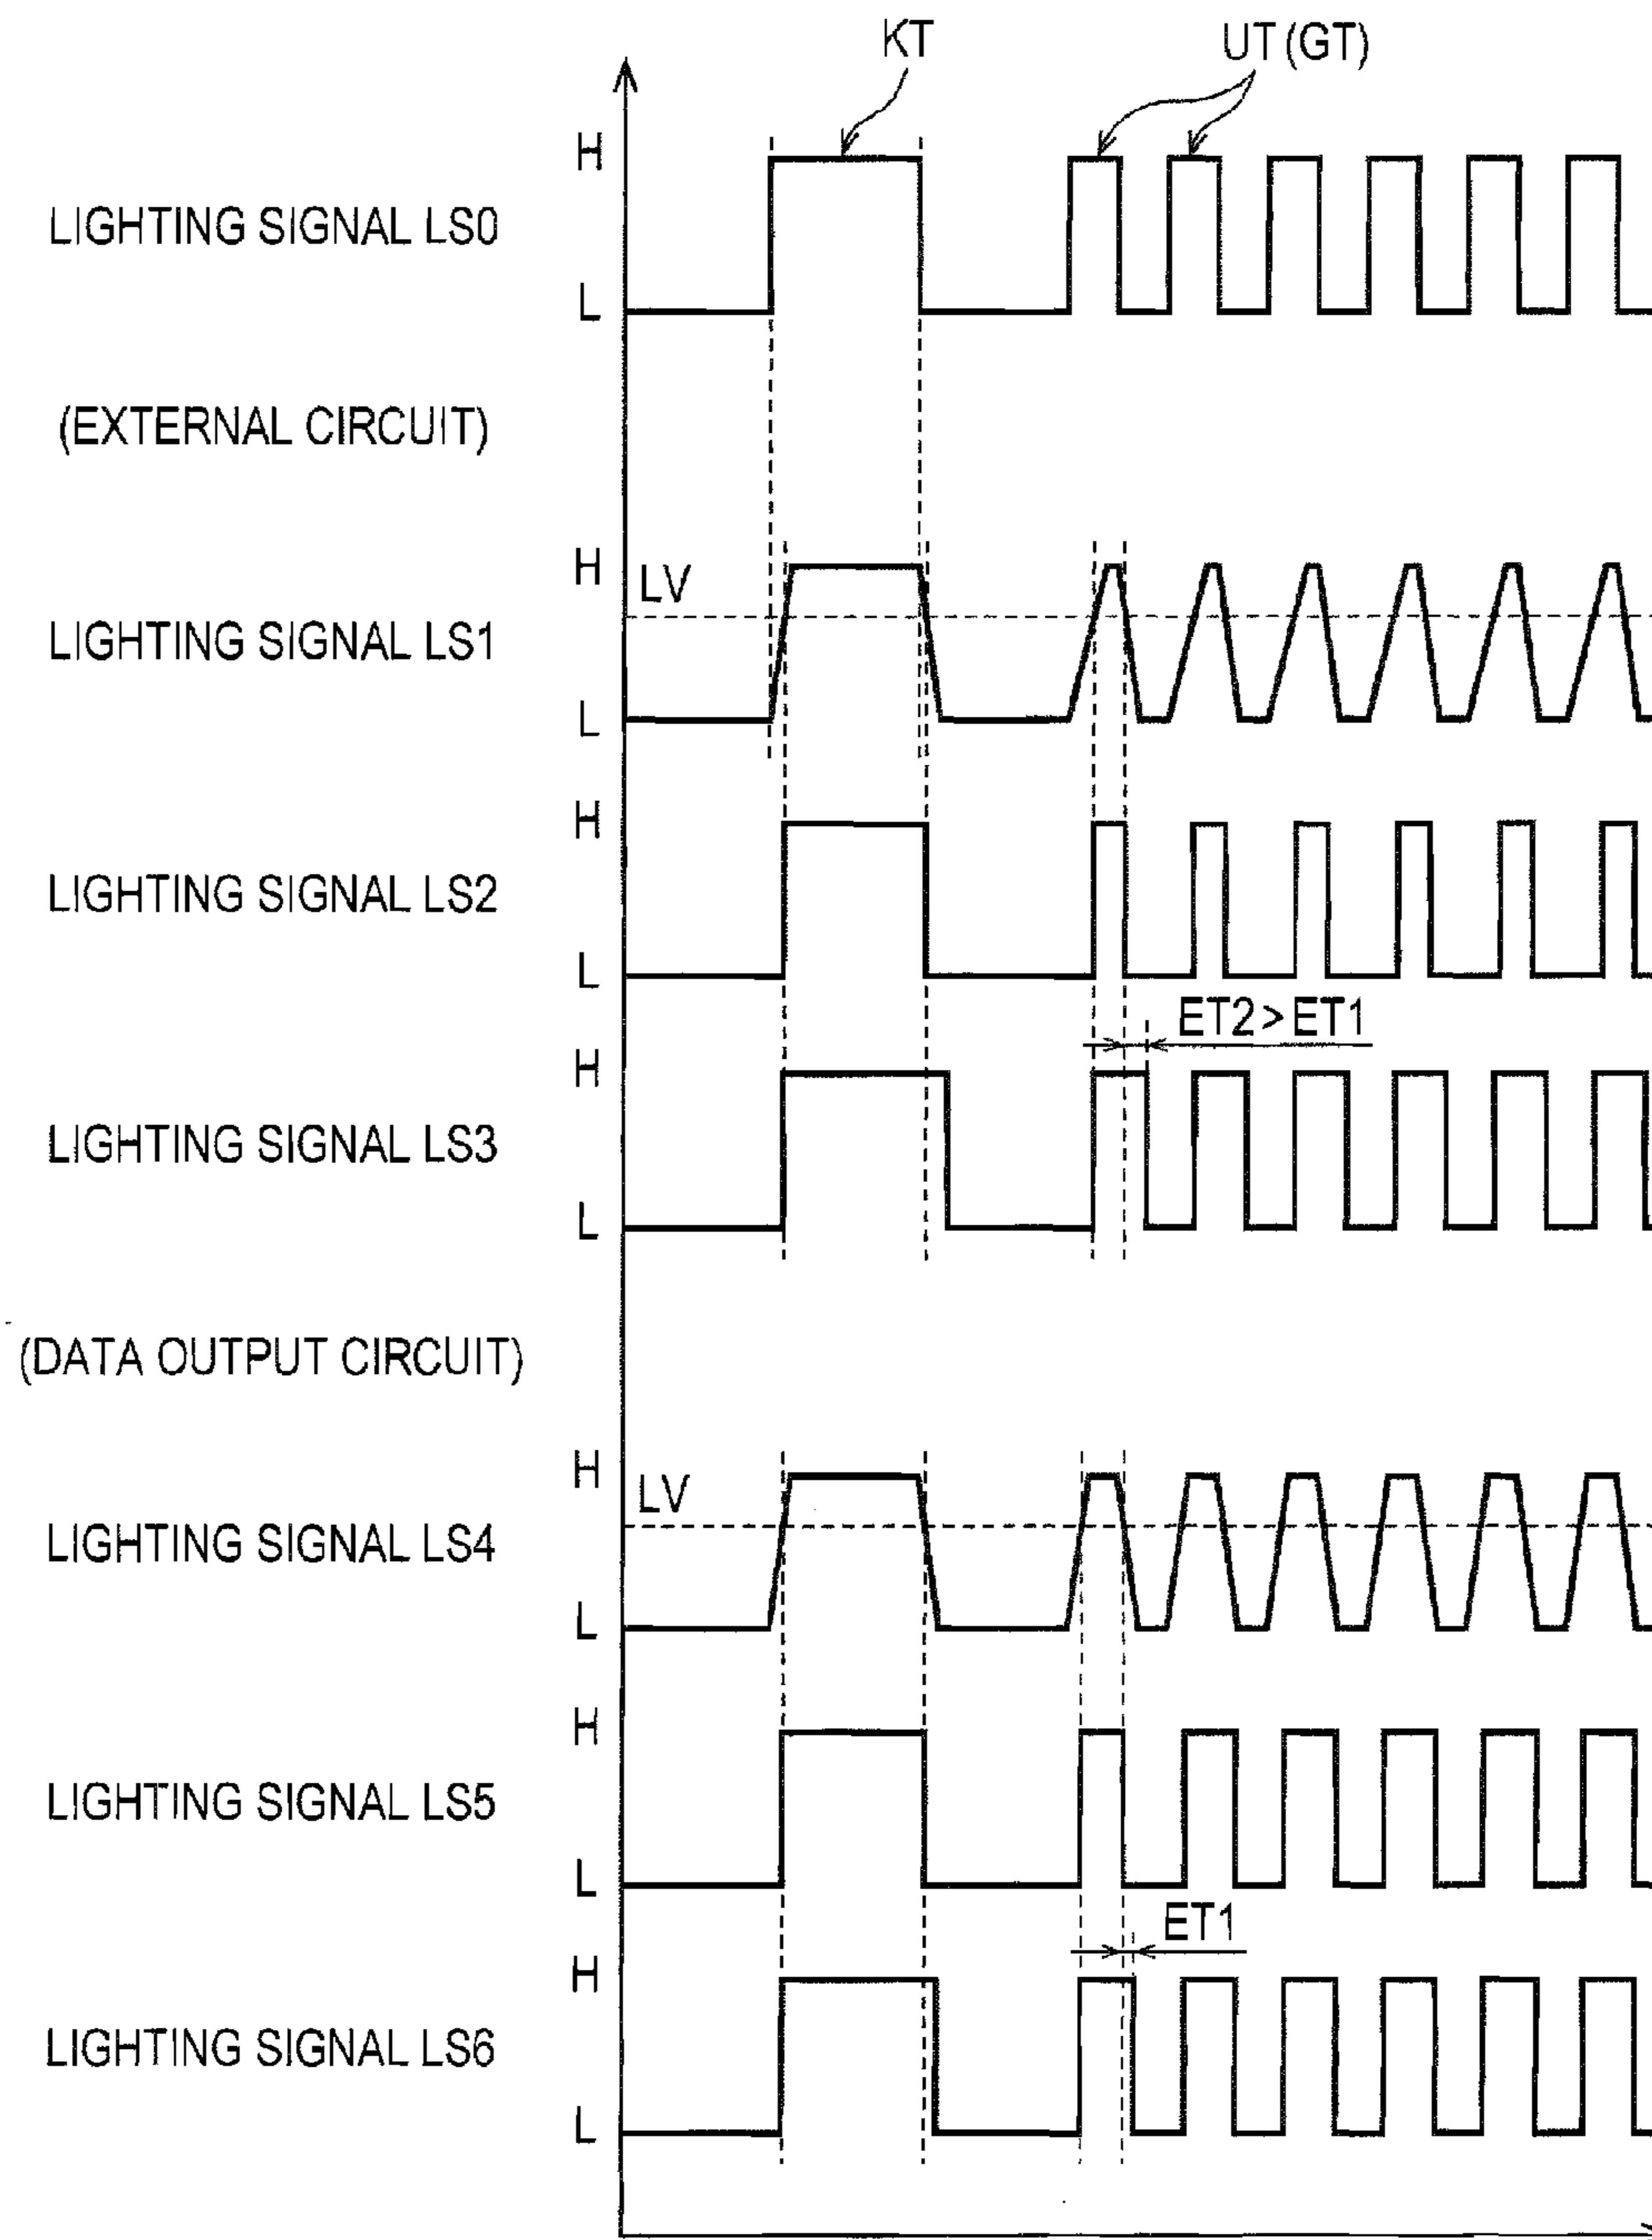 KT
UT (GT)
H
LIGHTING SIGNAL LS0
L
(EXTERNAL CIRCUIT)
H
LV
LIGHTING SIGNAL LS1
L
H
LIGHTING SIGNAL LS2
L
ET2 > ET1
H
LIGHTING SIGNAL LS3
L
(DATA OUTPUT CIRCUIT)
H
LV
LIGHTING SIGNAL LS4
L
H
LIGHTING SIGNAL LS5
L
ET1
H
LIGHTING SIGNAL LS6
L